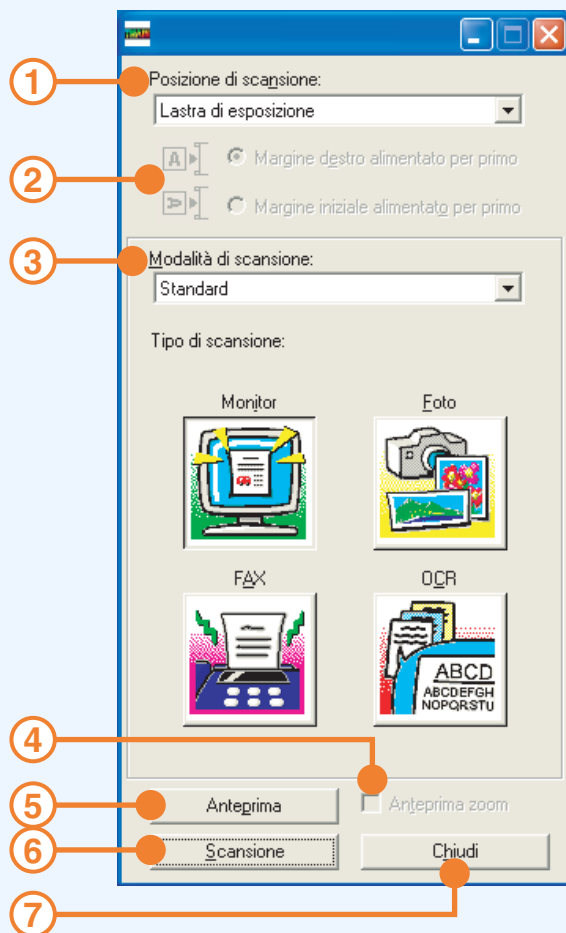 1
Posizione di scansione:
Lastra di esposizione
2
A
Margine destro alimentato per primo
A
Margine iniziale alimentato per primo
3
Modalità di scansione:
Standard
Tipo di scansione:
Monitor
Foto
FAX
OCR
ABCD
ABCDEFGH
NOPQRSTU
4
5
Anteprima
Anteprima zoom
6
Scansione
Chiudi
7